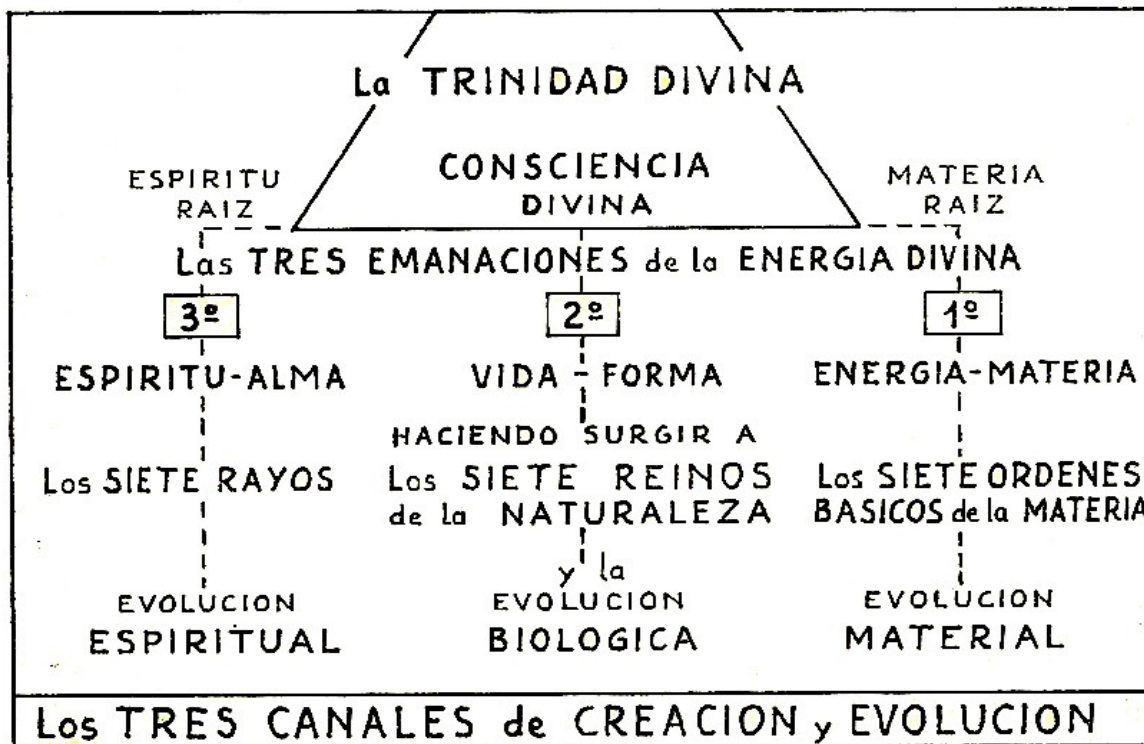 La TRINIDAD DIVINA
CONSCIENCIA
DIVINA
ESPIRITU
RAIZ
MATERIA
RAIZ
Las TRES EMANACIONES de la ENERGIA DIVINA
3º
2º
1º
ESPIRITU-ALMA
VIDA - FORMA
ENERGIA-MATERIA
HACIENDO SURGIR A
Los SIETE RAYOS
Los SIETE REINOS
de la NATURALEZA
Los SIETE ORDENES
BASICOS de la MATERIA
y la
EVOLUCION
ESPIRITUAL
EVOLUCION
BIOLOGICA
EVOLUCION
MATERIAL
Los TRES CANALES de CREACION y EVOLUCION